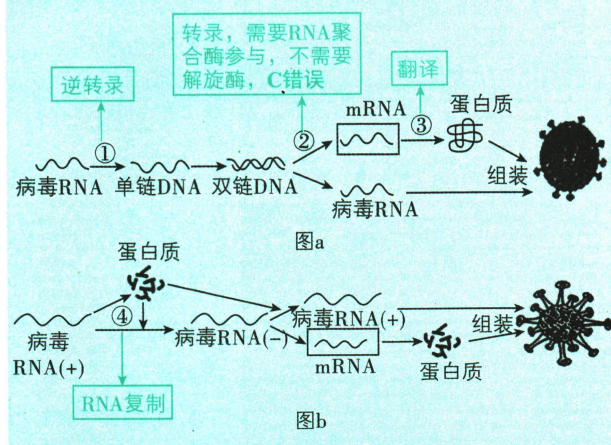 转录，需要RNA聚
合酶参与，不需要
解旋酶，C错误
逆转录
翻译
① ② mRNA ③ 蛋白质
病毒RNA 单链DNA 双链DNA
病毒RNA
组装
图a
蛋白质
④
病毒
RNA(+)
病毒RNA(-)
病毒RNA(+)
mRNA
蛋白质
组装
RNA复制
图b